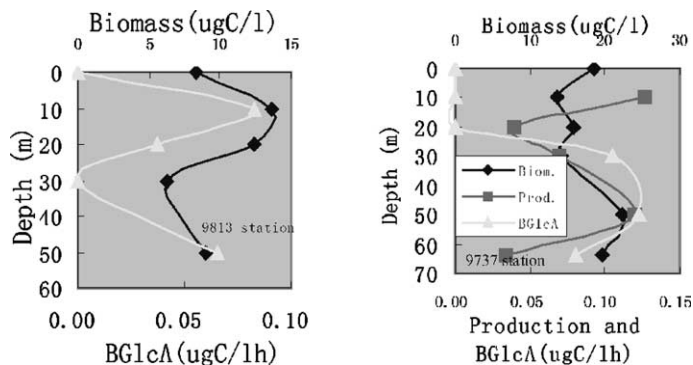 Biomass(ugC/l)
0 5 10 15
0
10
20
30
40
50
60
Depth (m)
9813 station
0.00 0.05 0.10
BGlcA(ugC/lh)
Biomass(ugC/l)
0 10 20 30
0
10
20
30
40
50
60
70
Depth (m)
Biom.
Prod.
BGlcA
9737 station
0.00 0.05 0.10 0.15
Production and
BGlcA(ugC/lh)